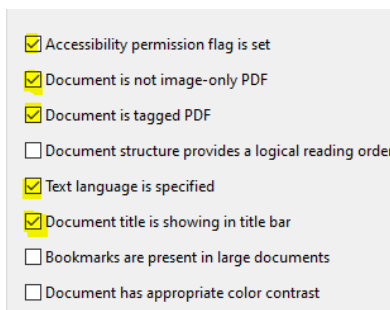 Accessibility permission flag is set
Document is not image-only PDF
Document is tagged PDF
Document structure provides a logical reading order
Text language is specified
Document title is showing in title bar
Bookmarks are present in large documents
Document has appropriate color contrast